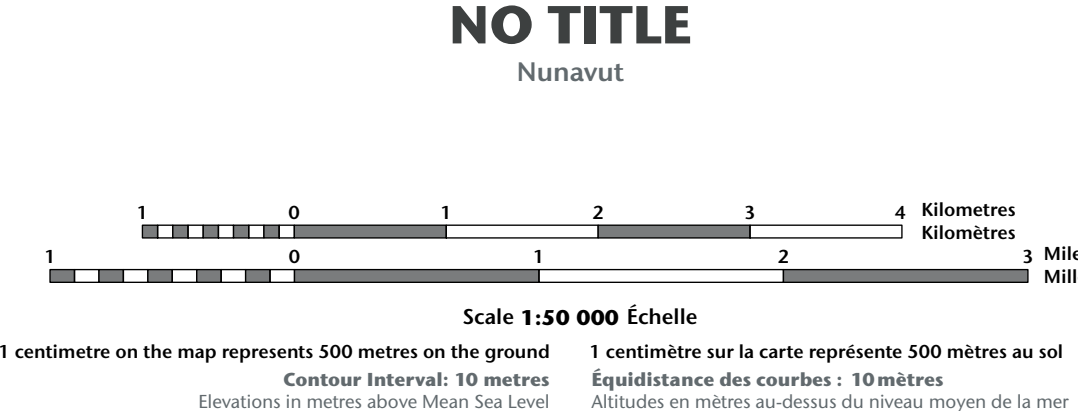 NO TITLE
Nunavut
1 0 1 2 3 4 Kilometres
Kilomètres
1 0 1 2 3 Mile
Mill
Scale 1:50 000 Échelle
1 centimetre on the map represents 500 metres on the ground
Contour Interval: 10 metres
Elevations in metres above Mean Sea Level
1 centimètre sur la carte représente 500 mètres au sol
Équidistance des courbes : 10 mètres
Altitudes en mètres au-dessus du niveau moyen de la mer